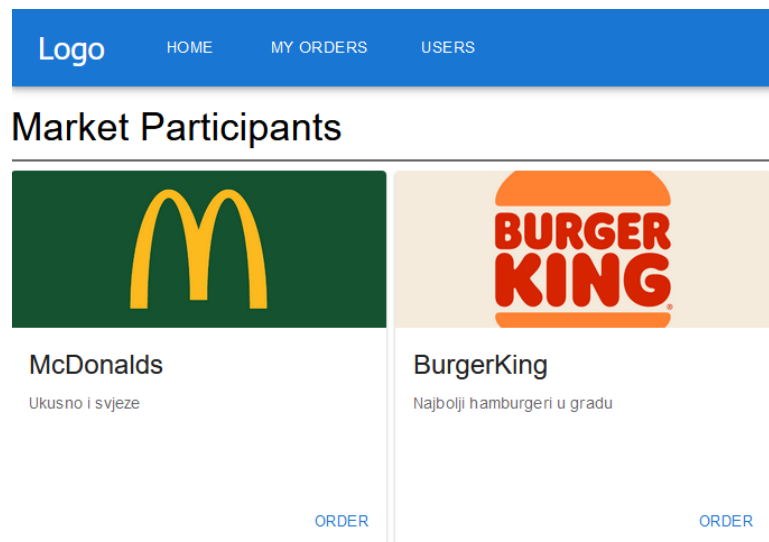 Logo HOME MY ORDERS USERS
Market Participants
BURGER
KING
McDonalds
Ukusno i svjeze
ORDER
BurgerKing
Najbolji hamburgeri u gradu
ORDER